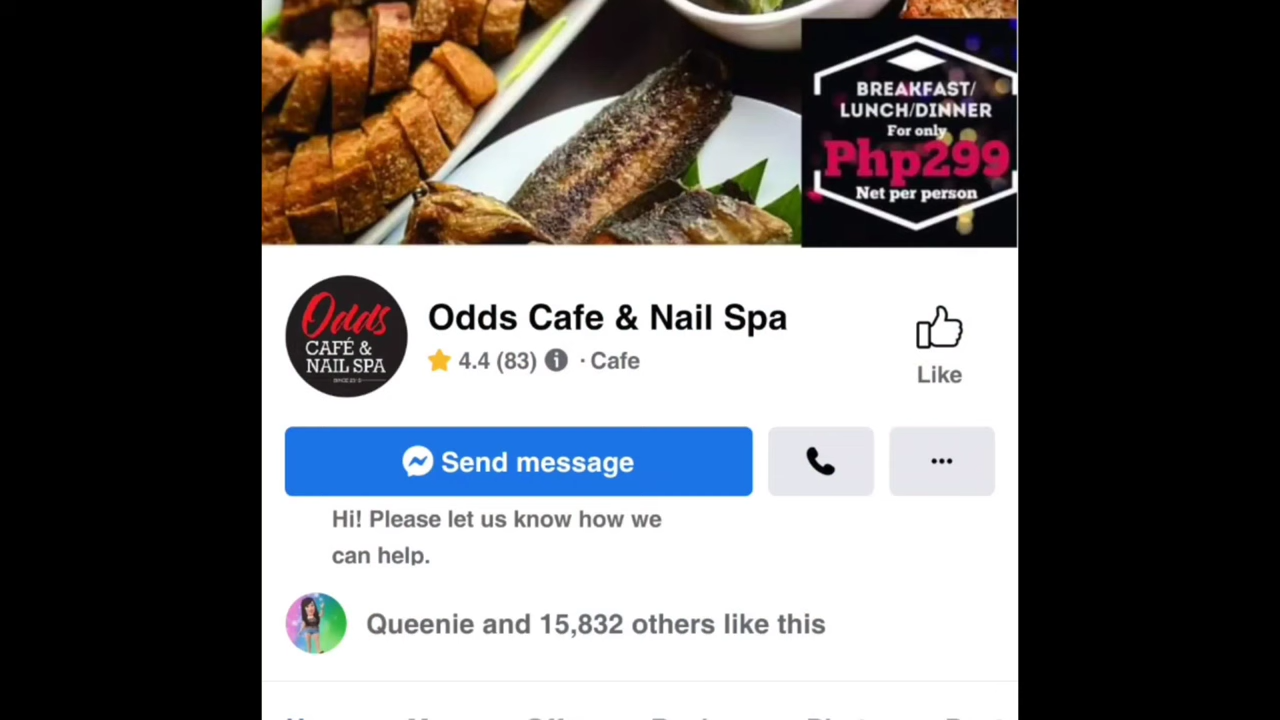 BREAKFAST/
LUNCH/DINNER
For only
Php299
Net per person
Odds
CAFÉ &
NAIL SPA
Odds Cafe & Nail Spa
4.4 (83) · Cafe
Like
Send message
Hi! Please let us know how we
can help.
Queenie and 15,832 others like this